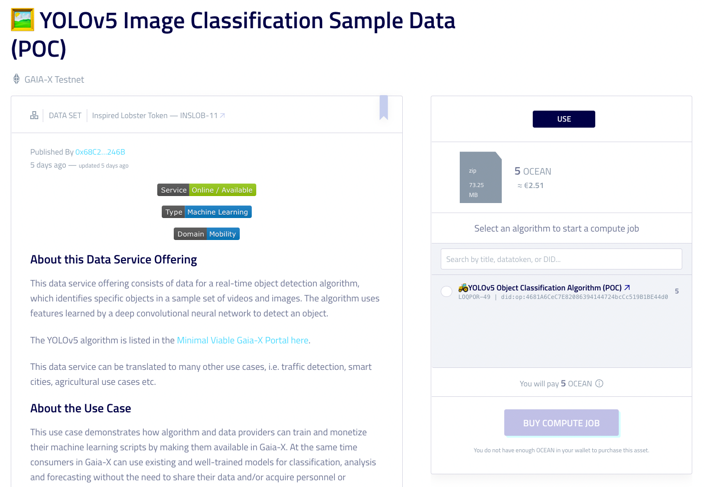 YOLOv5 Image Classification Sample Data
(POC)
GAIA-X Testnet
DATA SET
Inspired Lobster Token — INSLOB-11
Published By 0x68C2...246B
5 days ago — updated 5 days ago
Service Online / Available
Type Machine Learning
Domain Mobility
About this Data Service Offering
This data service offering consists of data for a real-time object detection algorithm,
which identifies specific objects in a sample set of videos and images. The algorithm uses
features learned by a deep convolutional neural network to detect an object.
The YOLOv5 algorithm is listed in the Minimal Viable Gaia-X Portal here.
This data service can be translated to many other use cases, i.e. traffic detection, smart
cities, agricultural use cases etc.
About the Use Case
This use case demonstrates how algorithm and data providers can train and monetize
their machine learning scripts by making them available in Gaia-X. At the same time
consumers in Gaia-X can use existing and well-trained models for classification, analysis
and forecasting without the need to share their data and/or acquire personnel or
USE
73.25
MB
5 OCEAN
≈ €2.51
Select an algorithm to start a compute job
Search by title, datatoken, or DID...
YOLOv5 Object Classification Algorithm (POC)
5
You will pay 5 OCEAN
BUY COMPUTE JOB
You do not have enough OCEAN in your wallet to purchase this asset.